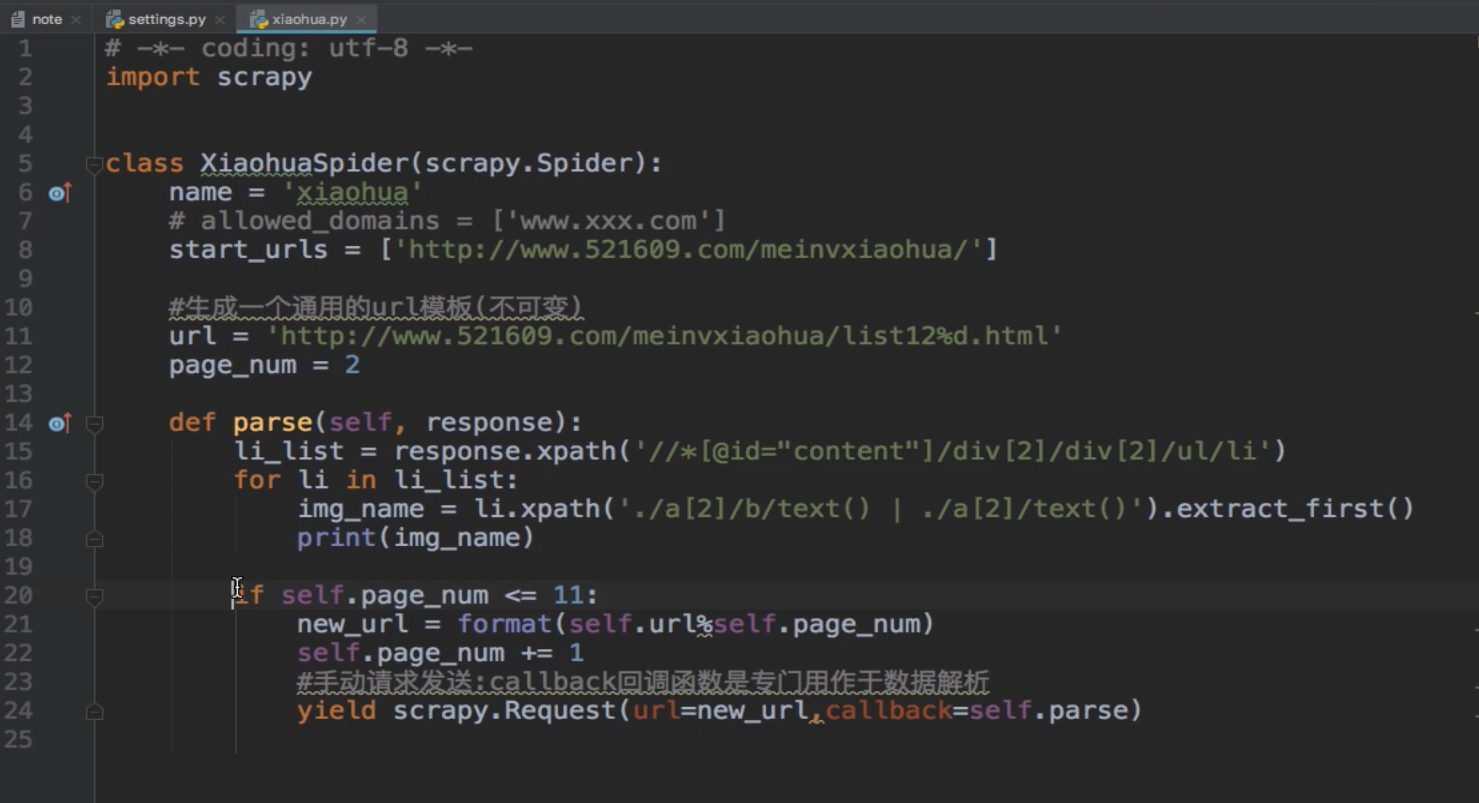 note settings.py xiaohua.py
1 # -*- coding: utf-8 -*-
2 import scrapy
3
4
5 class XiaohuaSpider(scrapy.Spider):
6     name = 'xiaohua'
7     # allowed_domains = ['www.xxx.com']
8     start_urls = ['http://www.521609.com/meinvxiaohua/']
9
10     #生成一个通用的url模板(不可变)
11     url = 'http://www.521609.com/meinvxiaohua/list12%d.html'
12     page_num = 2
13
14     def parse(self, response):
15         li_list = response.xpath('//*[@id="content"]/div[2]/div[2]/ul/li')
16         for li in li_list:
17             img_name = li.xpath('./a[2]/b/text() | ./a[2]/text()').extract_first()
18             print(img_name)
19
20         if self.page_num <= 11:
21             new_url = format(self.url%self.page_num)
22             self.page_num += 1
23             #手动请求发送:callback回调函数是专门用作于数据解析
24             yield scrapy.Request(url=new_url,callback=self.parse)
25